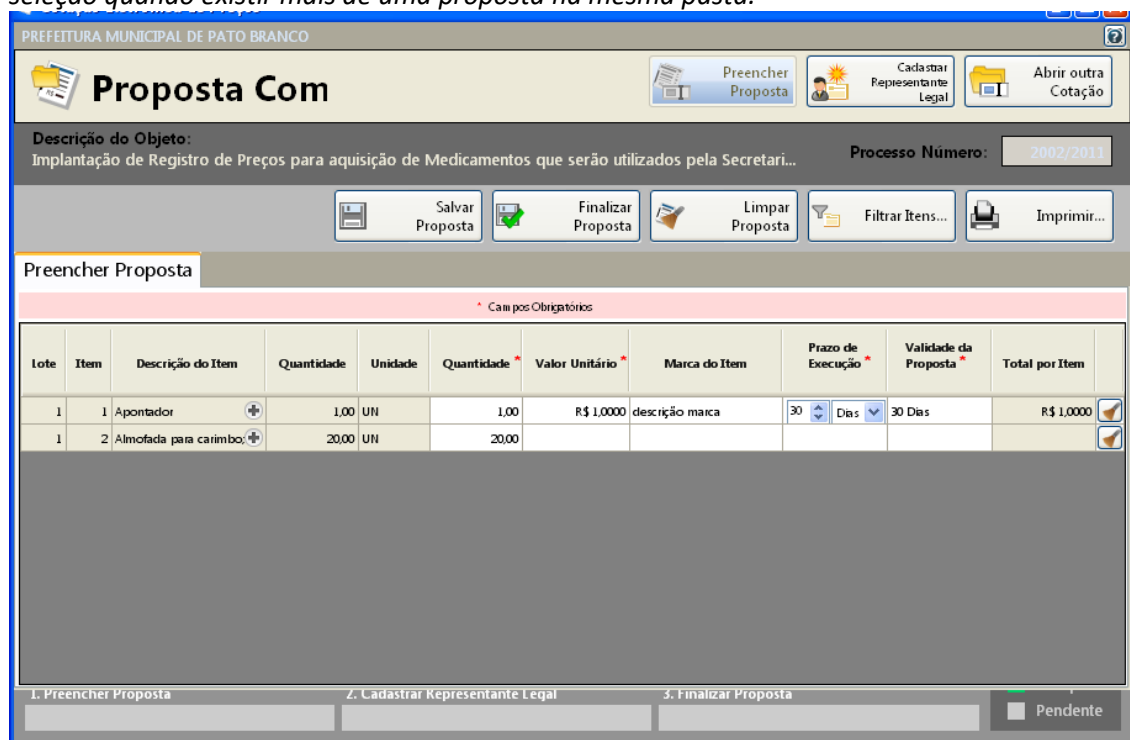 seleção quando existir mais de uma proposta na mesma pasta.
PREFEITURA MUNICIPAL DE PATO BRANCO
Proposta Com
Preencher
Proposta
Cadastrar
Representante
Legal
Abrir outra
Cotação
Descrição do Objeto:
Implantação de Registro de Preços para aquisição de Medicamentos que serão utilizados pela Secretari...
Processo Número: 2002/2011
Salvar
Proposta
Finalizar
Proposta
Limpar
Proposta
Filtrar Itens...
Imprimir...
Preencher Proposta
* Campos Obrigatórios
Lote Item Descrição do Item Quantidade Unidade Quantidade * Valor Unitário * Marca do Item Prazo de Execução * Validade da Proposta * Total por Item
1 1 Apontador 1,00 UN 1,00 R$ 1,0000 descrição marca 30 Dias 30 Dias R$ 1,0000
1 2 Almofada para carimbo; 20,00 UN 20,00
1. Preencher Proposta 2. Cadastrar Representante Legal 3. Finalizar Proposta
Pendente